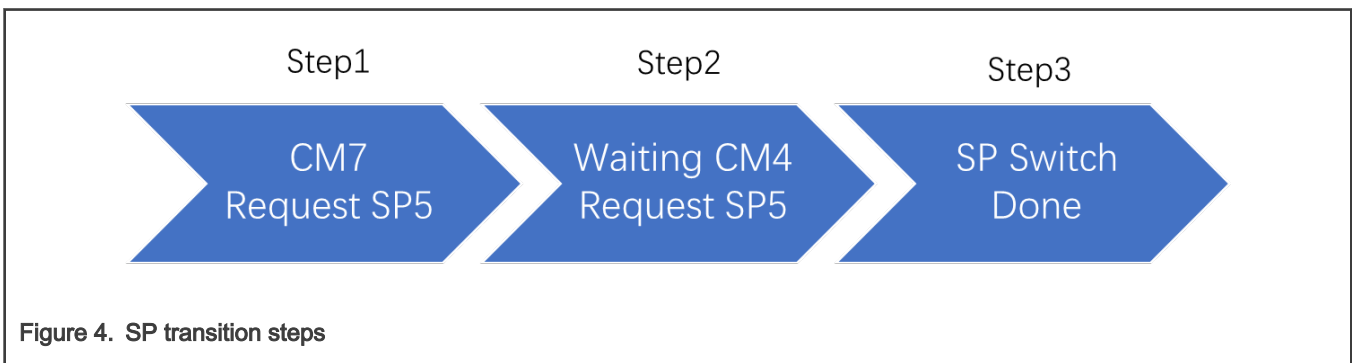 Step1
Step2
Step3
CM7
Request SP5
Waiting CM4
Request SP5
SP Switch
Done
Figure 4. SP transition steps